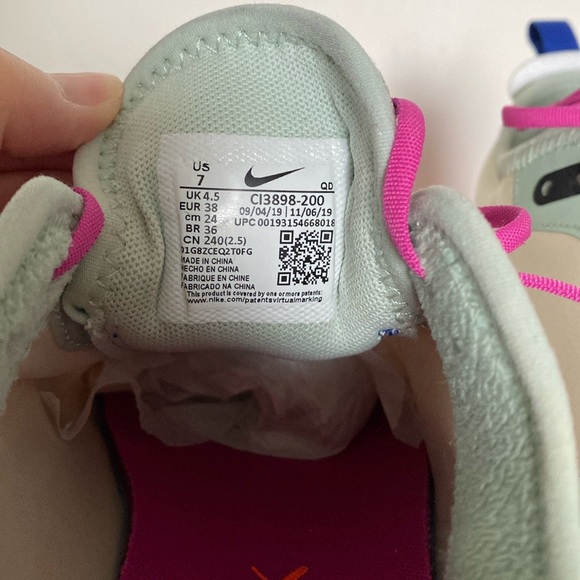 US
7
QD
UK 4.5 CI3898-200
EUR 38 09/04/19 | 11/06/19
cm 24 UPC 00193154668018
BR 36
CN 240(2.5)
01G8ZCEQ2T0FG
MADE IN CHINA
HECHO EN CHINA
FABRIQUE EN CHINE
FABRICADO NA CHINA
This product is covered by one or more patents:
www.nike.com/patentsvirtualmarking